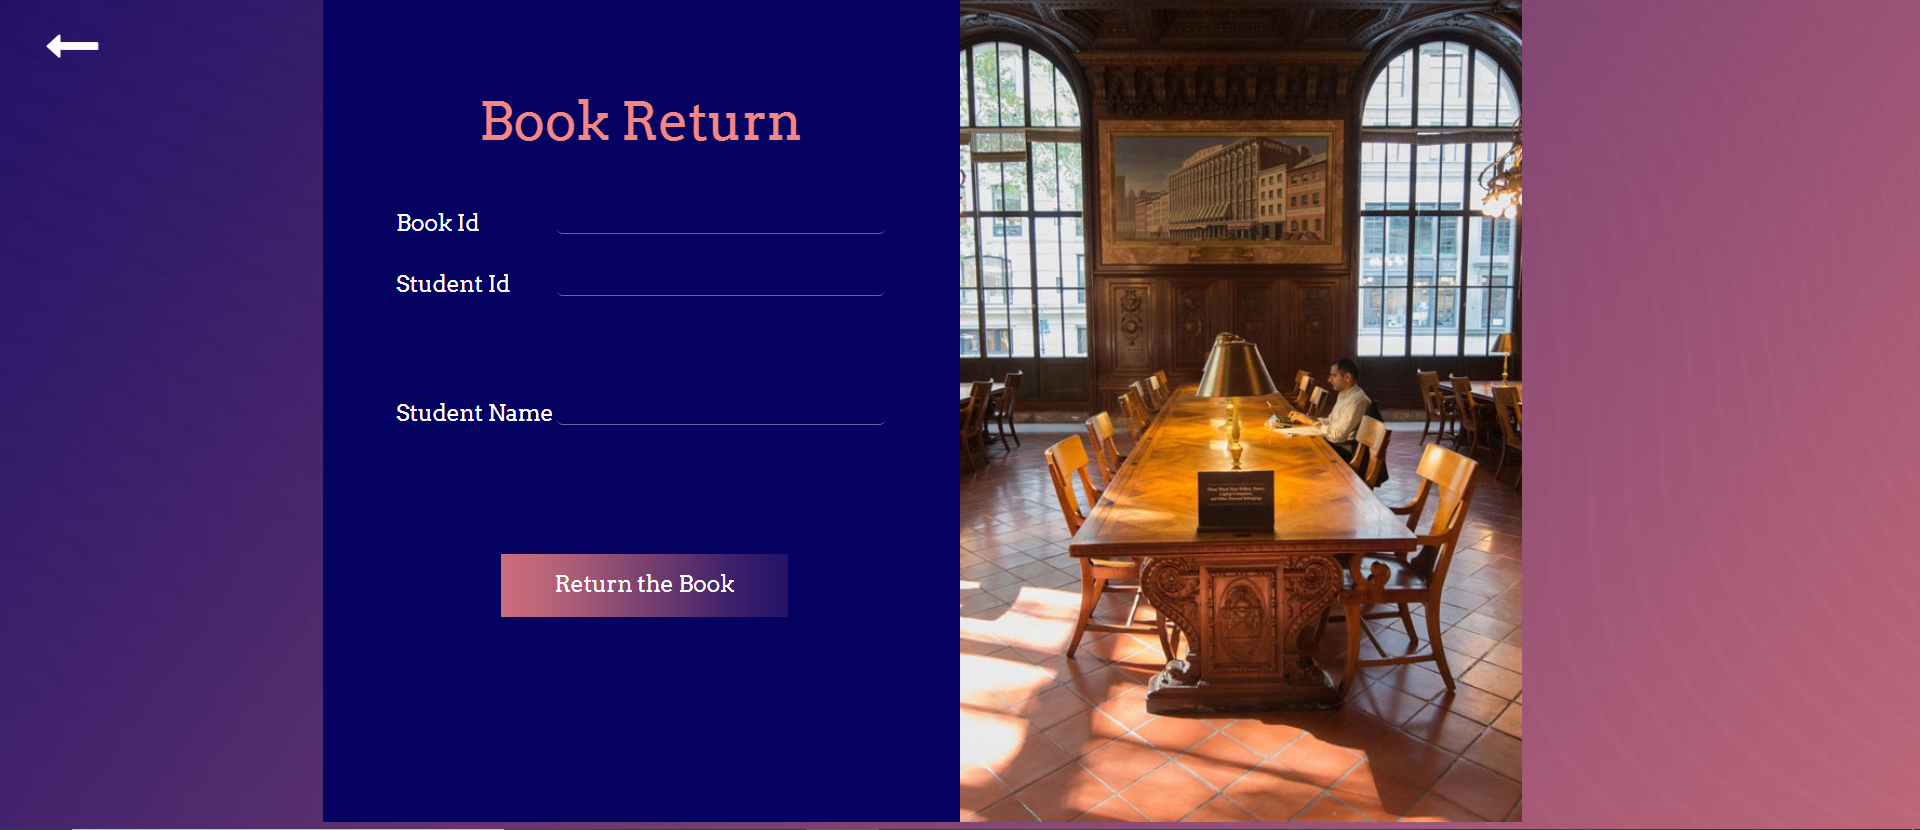 Book Return
Book Id
Student Id
Student Name
Return the Book